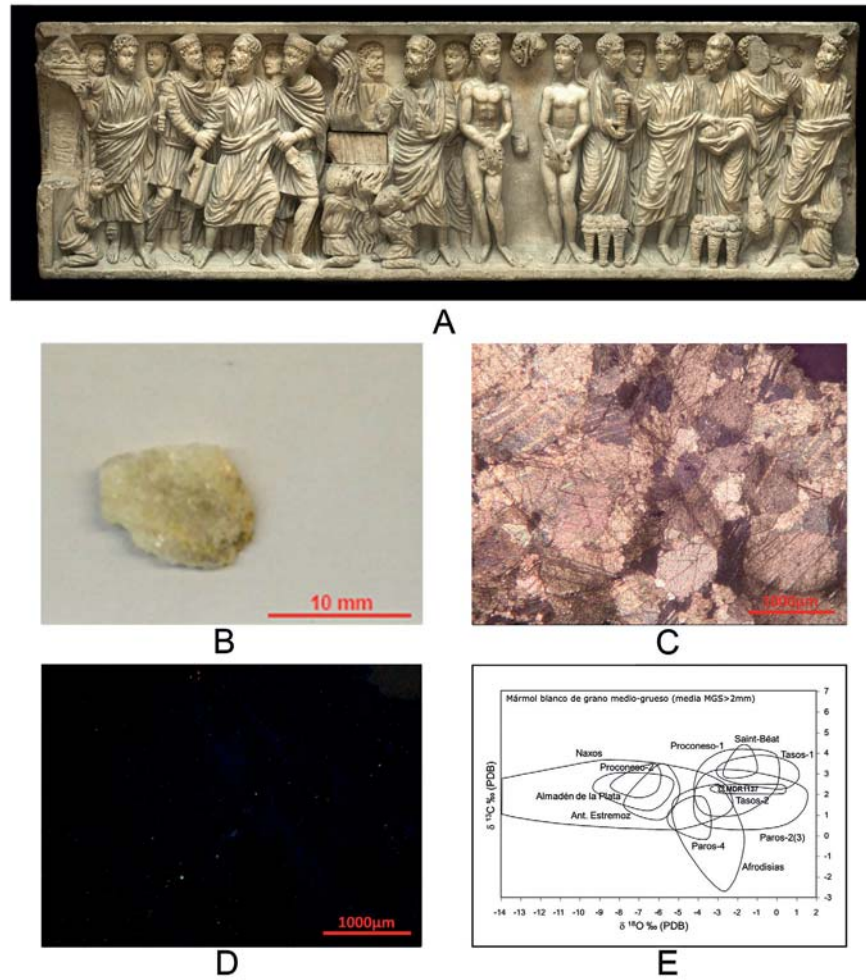 A
10 mm
B
1000µm
C
1000µm
D
Mármol blanco de grano medio-grueso (media MGS>2mm)
Naxos
Proconeso-1
Saint-Béat
Tasos-1
Proconeso-2
MDR1137
Almadén de la Plata
Tasos-2
Ant. Estremoz
Paros-4
Paros-2(3)
Afrodisias
7
6
5
4
3
2
1
0
-1
-2
-3
δ ¹³C ‰ (PDB)
-14 -13 -12 -11 -10 -9 -8 -7 -6 -5 -4 -3 -2 -1 0 1 2
δ ¹⁸O ‰ (PDB)
E